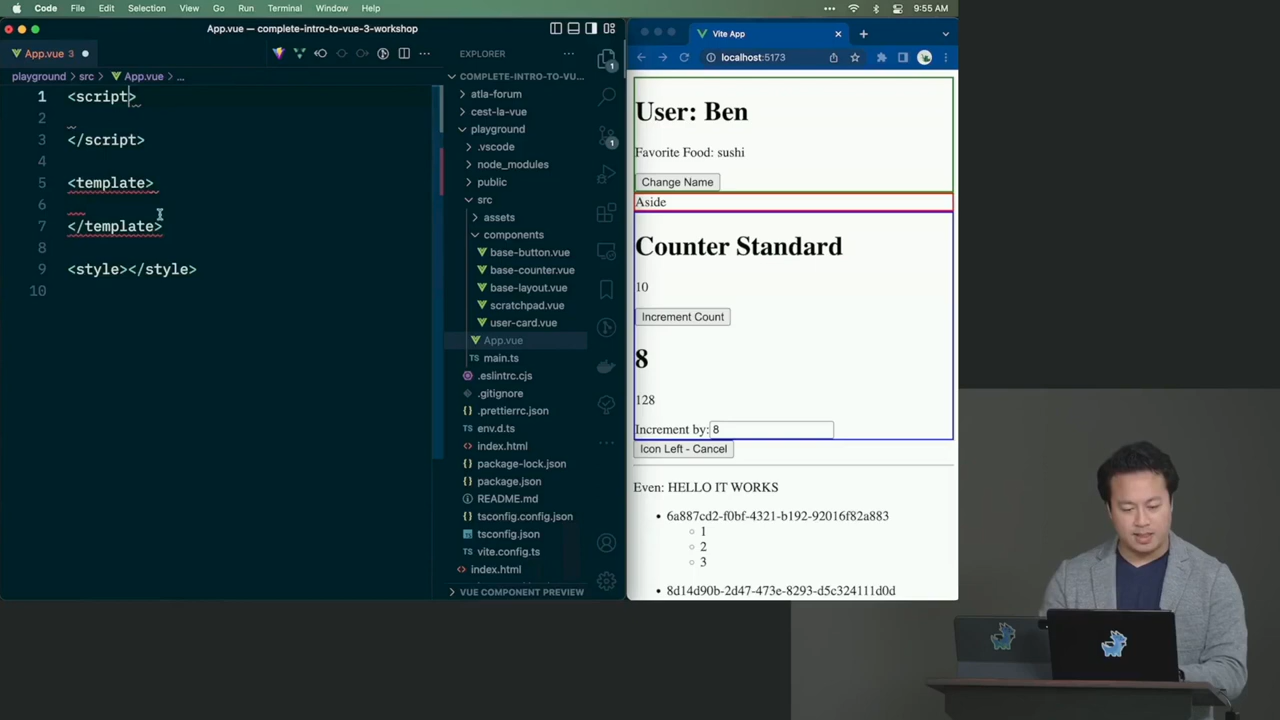 Code File Edit Selection View Go Run Terminal Window Help
9:55 AM
App.vue — complete-intro-to-vue-3-workshop
App.vue 3
playground > src > App.vue > ...
1 <script>
2
3 </script>
4
5 <template>
6
7 </template>
8
9 <style></style>
10
EXPLORER
COMPLETE-INTRO-TO-VU...
atla-forum
cest-la-vue
playground
.vscode
node_modules
public
src
assets
components
base-button.vue
base-counter.vue
base-layout.vue
scratchpad.vue
user-card.vue
App.vue
TS main.ts
.eslintrc.cjs
.gitignore
{} .prettierrc.json
TS env.d.ts
<> index.html
{} package-lock.json
{} package.json
README.md
tsconfig.config.json
tsconfig.json
TS vite.config.ts
<> index.html
VUE COMPONENT PREVIEW
1
1
Vite App
localhost:5173
User: Ben
Favorite Food: sushi
Change Name
Aside
Counter Standard
10
Increment Count
8
128
Increment by: 8
Icon Left - Cancel
Even: HELLO IT WORKS
• 6a887cd2-f0bf-4321-b192-92016f82a883
◦ 1
◦ 2
◦ 3
• 8d14d90b-2d47-473e-8293-d5c324111d0d